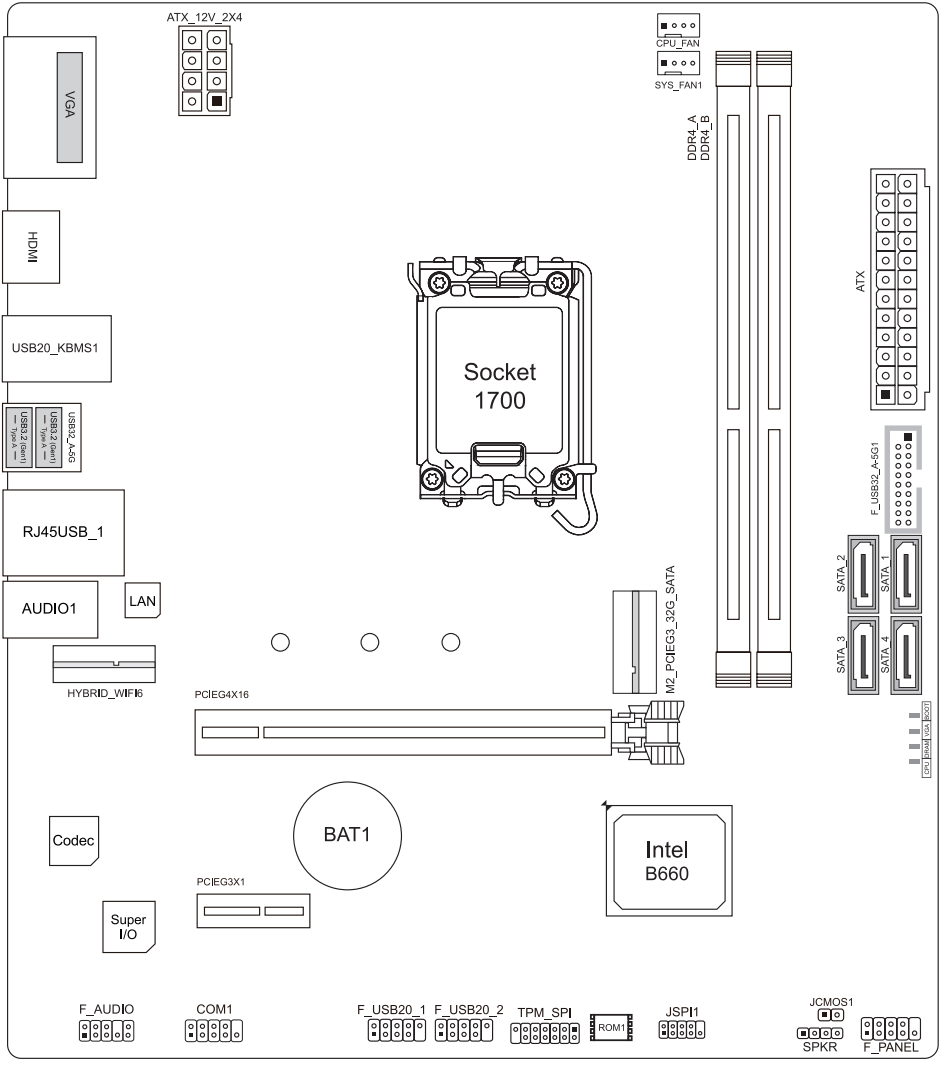 ATX_12V_2X4
CPU_FAN
SYS_FAN1
VGA
DDR4_A
DDR4_B
HDMI
ATX
USB20_KBMS1
Socket
1700
USB32_A-5G
USB3.2 (Gen1)
Type A
USB3.2 (Gen1)
Type A
F_USB32_A-5G1
RJ45USB_1
SATA_2
SATA_1
AUDIO1
LAN
M2_PCIEG3_32G_SATA
SATA_3
SATA_4
HYBRID_WIFI6
PCIEG4X16
CPU DRAM VGA BOOT
BAT1
Codec
Intel
B660
PCIEG3X1
Super
I/O
F_AUDIO
COM1
F_USB20_1
F_USB20_2
TPM_SPI
ROM1
JSPI1
JCMOS1
SPKR
F_PANEL